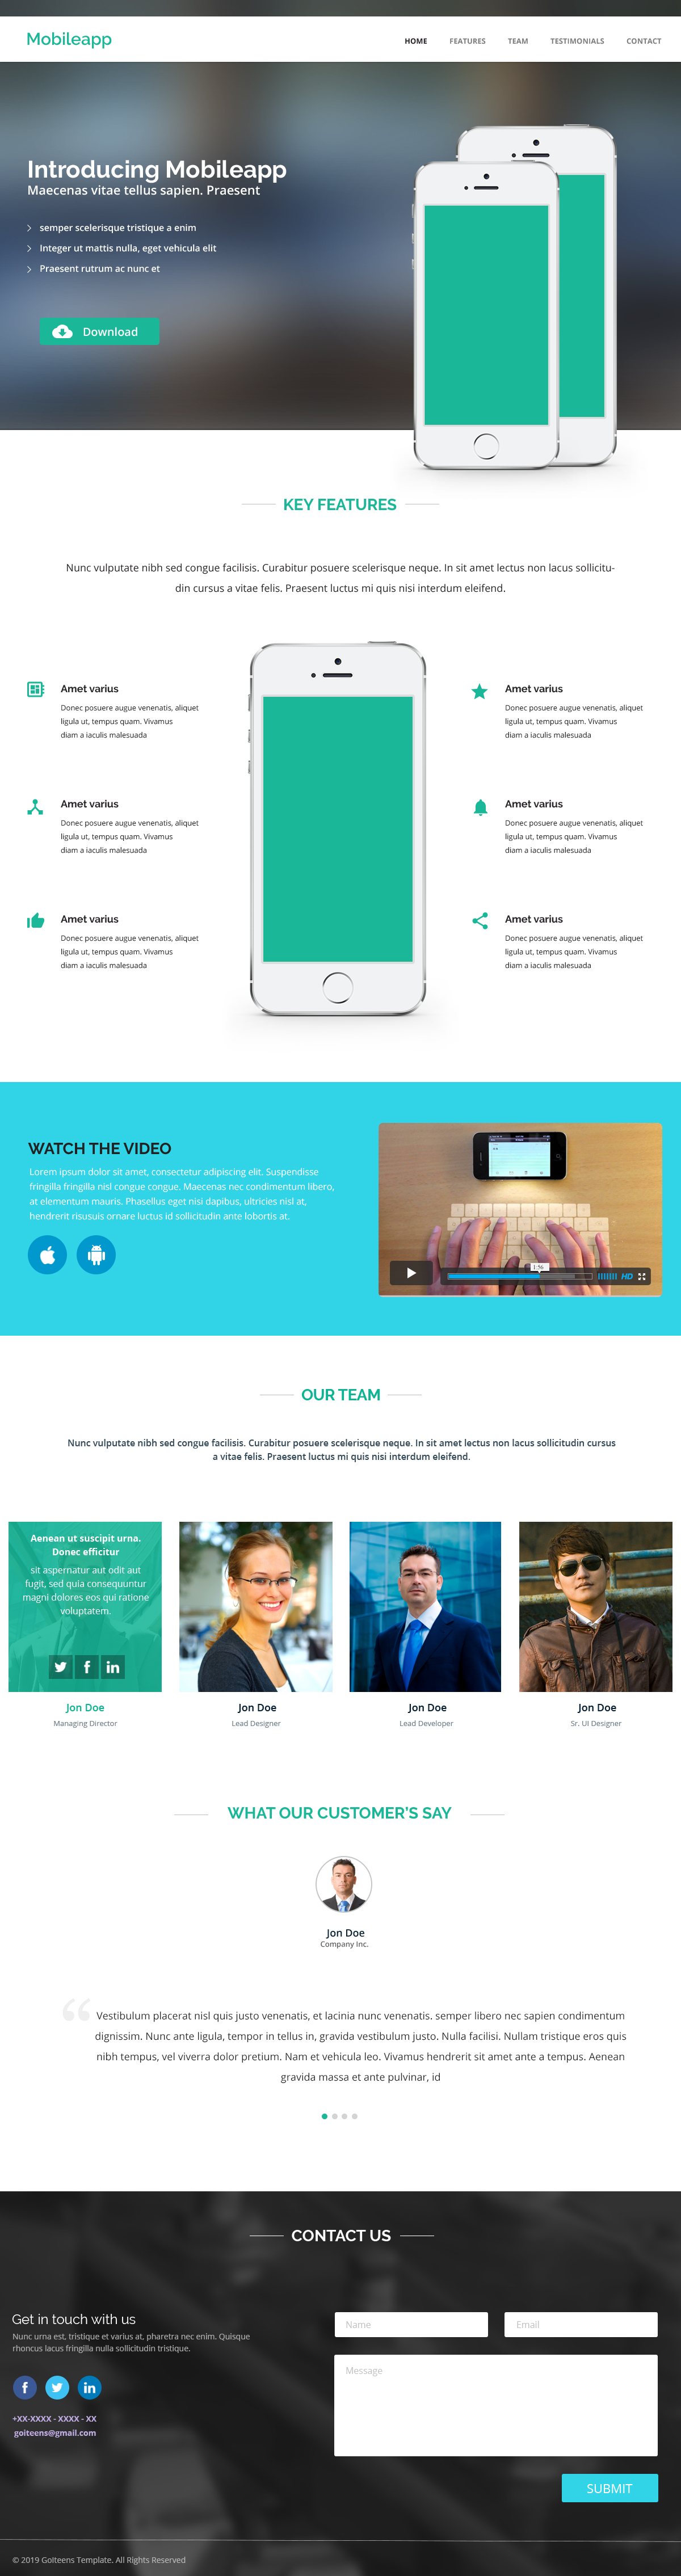 Mobileapp
HOME FEATURES TEAM TESTIMONIALS CONTACT
Introducing Mobileapp
Maecenas vitae tellus sapien. Praesent
semper scelerisque tristique a enim
Integer ut mattis nulla, eget vehicula elit
Praesent rutrum ac nunc et
Download
KEY FEATURES
Nunc vulputate nibh sed congue facilisis. Curabitur posuere scelerisque neque. In sit amet lectus non lacus sollicitu-
din cursus a vitae felis. Praesent luctus mi quis nisi interdum eleifend.
Amet varius
Donec posuere augue venenatis, aliquet
ligula ut, tempus quam. Vivamus
diam a iaculis malesuada
Amet varius
Donec posuere augue venenatis, aliquet
ligula ut, tempus quam. Vivamus
diam a iaculis malesuada
Amet varius
Donec posuere augue venenatis, aliquet
ligula ut, tempus quam. Vivamus
diam a iaculis malesuada
Amet varius
Donec posuere augue venenatis, aliquet
ligula ut, tempus quam. Vivamus
diam a iaculis malesuada
Amet varius
Donec posuere augue venenatis, aliquet
ligula ut, tempus quam. Vivamus
diam a iaculis malesuada
Amet varius
Donec posuere augue venenatis, aliquet
ligula ut, tempus quam. Vivamus
diam a iaculis malesuada
WATCH THE VIDEO
Lorem ipsum dolor sit amet, consectetur adipiscing elit. Suspendisse
fringilla fringilla nisl congue congue. Maecenas nec condimentum libero,
at elementum mauris. Phasellus eget nisi dapibus, ultricies nisl at,
hendrerit risusuis ornare luctus id sollicitudin ante lobortis at.
1:56
HD
OUR TEAM
Nunc vulputate nibh sed congue facilisis. Curabitur posuere scelerisque neque. In sit amet lectus non lacus sollicitudin cursus
a vitae felis. Praesent luctus mi quis nisi interdum eleifend.
Aenean ut suscipit urna.
Donec efficitur
sit aspernatur aut odit aut
fugit, sed quia consequuntur
magni dolores eos qui ratione
voluptatem.
Jon Doe
Managing Director
Jon Doe
Lead Designer
Jon Doe
Lead Developer
Jon Doe
Sr. UI Designer
WHAT OUR CUSTOMER'S SAY
Jon Doe
Company Inc.
Vestibulum placerat nisl quis justo venenatis, et lacinia nunc venenatis. semper libero nec sapien condimentum
dignissim. Nunc ante ligula, tempor in tellus in, gravida vestibulum justo. Nulla facilisi. Nullam tristique eros quis
nibh tempus, vel viverra dolor pretium. Nam et vehicula leo. Vivamus hendrerit sit amet ante a tempus. Aenean
gravida massa et ante pulvinar, id
CONTACT US
Get in touch with us
Nunc urna est, tristique et varius at, pharetra nec enim. Quisque
rhoncus lacus fringilla nulla sollicitudin tristique.
+XX-XXXX - XXXX - XX
goiteens@gmail.com
Name
Email
Message
SUBMIT
© 2019 GoIteens Template. All Rights Reserved